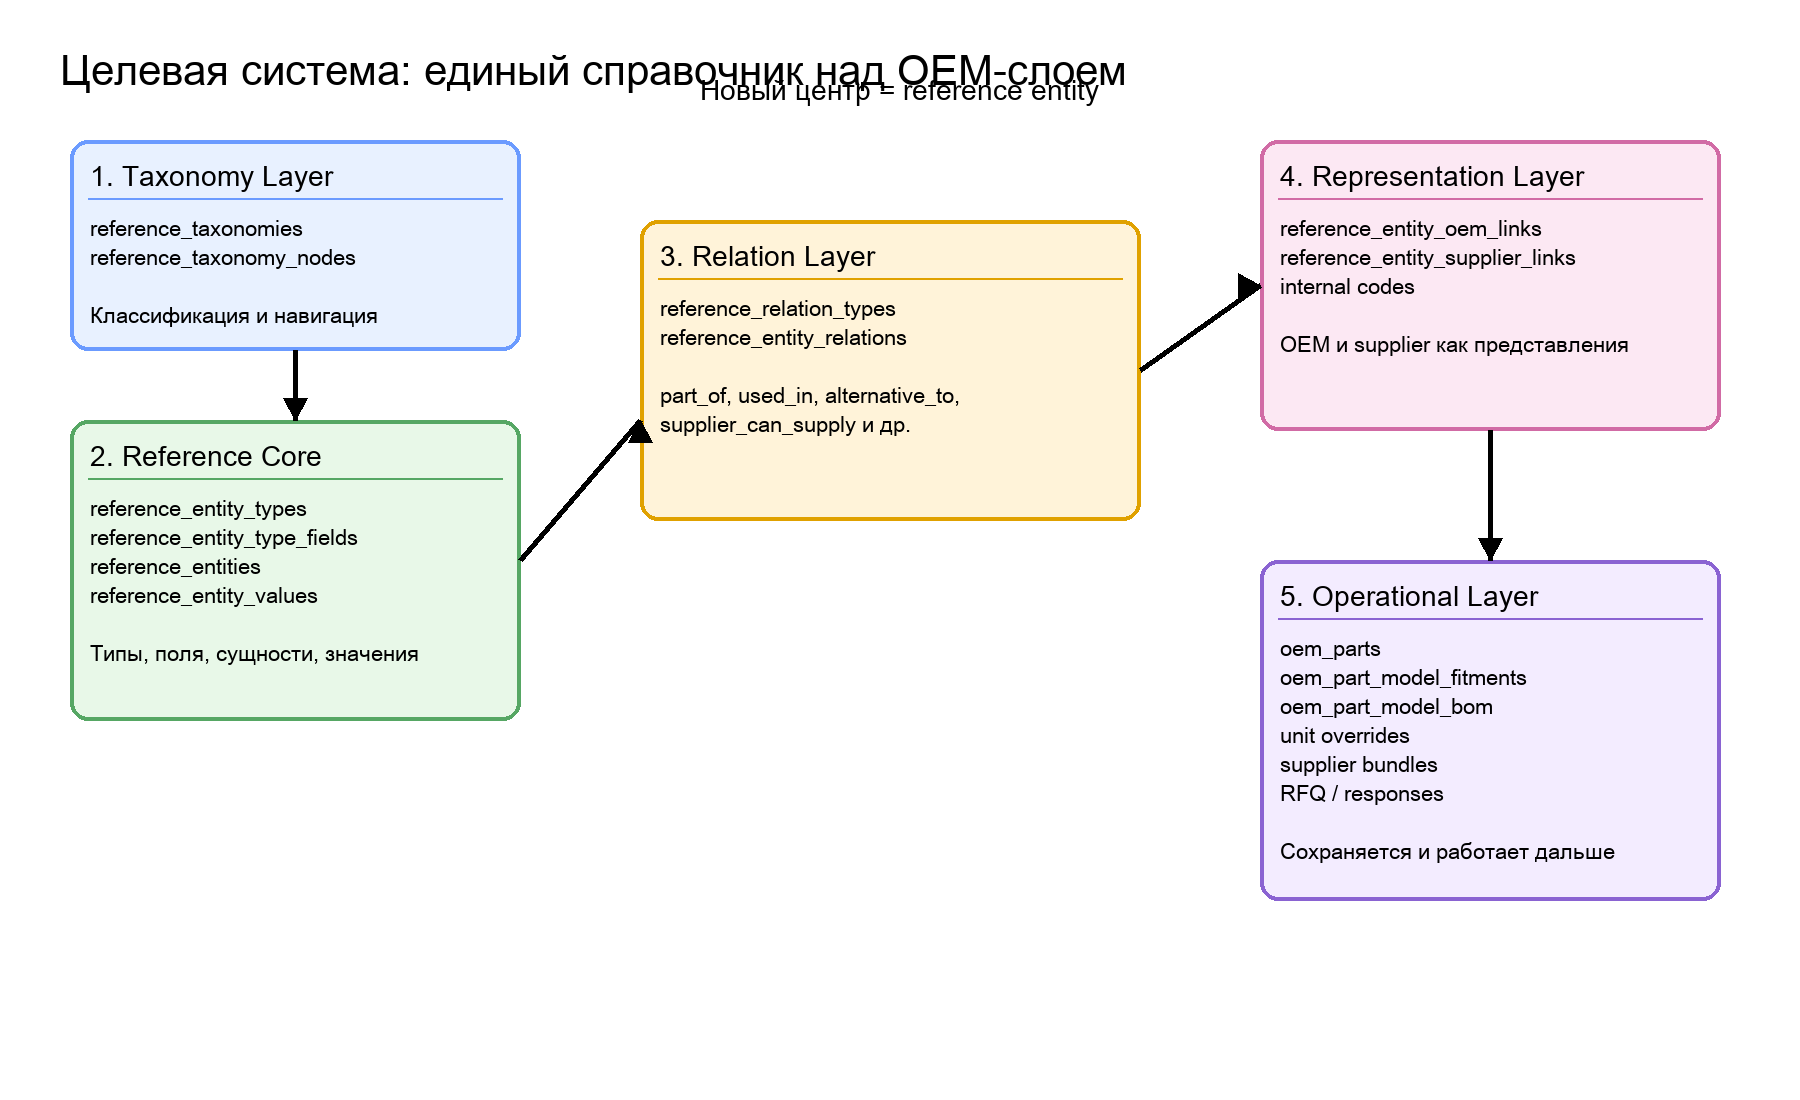 Целевая система: единый справочник над OEM-слоем
Новый центр = reference entity
1. Taxonomy Layer
reference_taxonomies
reference_taxonomy_nodes
Классификация и навигация
2. Reference Core
reference_entity_types
reference_entity_type_fields
reference_entities
reference_entity_values
Типы, поля, сущности, значения
3. Relation Layer
reference_relation_types
reference_entity_relations
part_of, used_in, alternative_to,
supplier_can_supply и др.
4. Representation Layer
reference_entity_oem_links
reference_entity_supplier_links
internal codes
OEM и supplier как представления
5. Operational Layer
oem_parts
oem_part_model_fitments
oem_part_model_bom
unit overrides
supplier bundles
RFQ / responses
Сохраняется и работает дальше